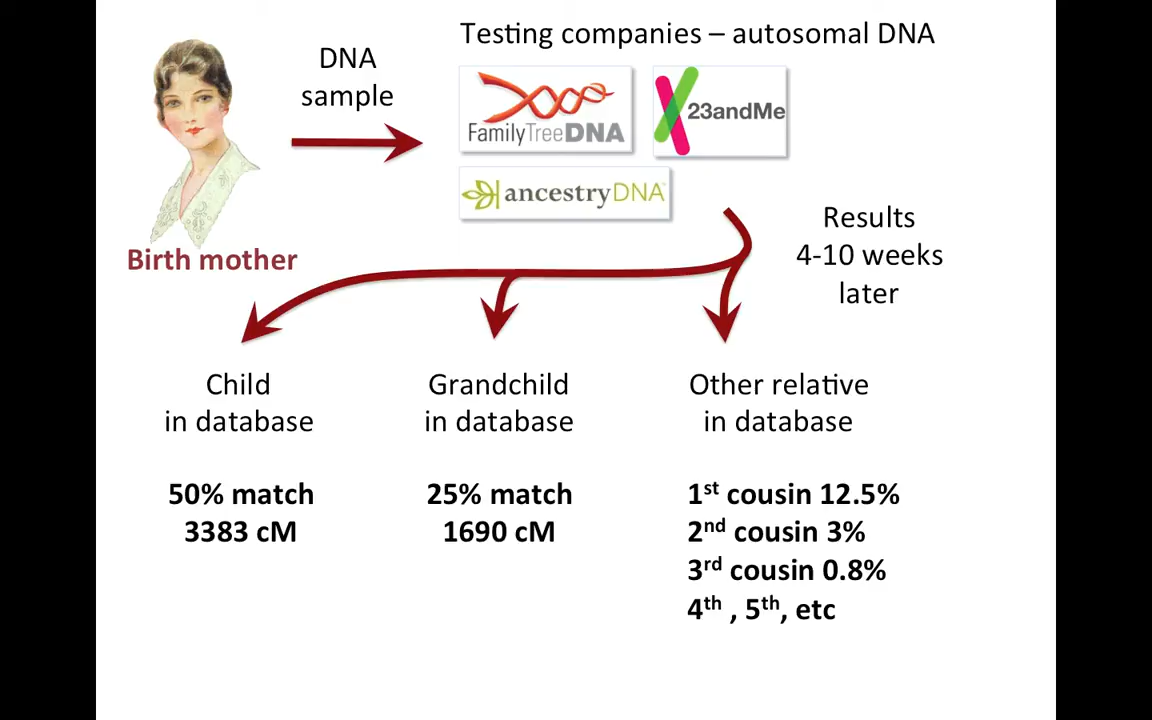 Testing companies – autosomal DNA
DNA
sample
FamilyTreeDNA
23andMe
ancestryDNA™
Birth mother
Results
4-10 weeks
later
Child
in database
50% match
3383 cM
Grandchild
in database
25% match
1690 cM
Other relative
in database
1st cousin 12.5%
2nd cousin 3%
3rd cousin 0.8%
4th , 5th, etc